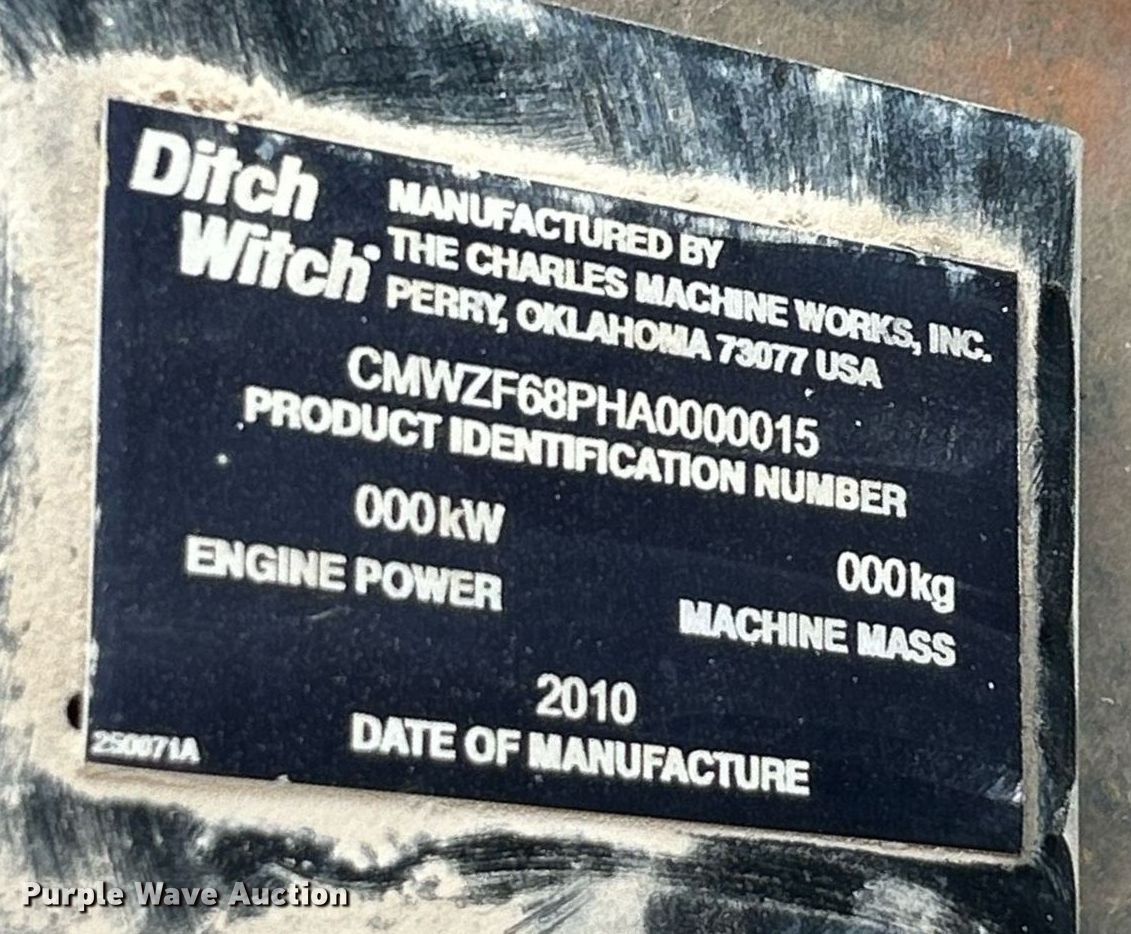 Ditch
Witch
MANUFACTURED BY
THE CHARLES MACHINE WORKS, INC.
PERRY, OKLAHOMA 73077 USA
CMWZF68PHA0000015
PRODUCT IDENTIFICATION NUMBER
000kW
ENGINE POWER
000kg
MACHINE MASS
2010
DATE OF MANUFACTURE
250071A
Purple Wave Auction